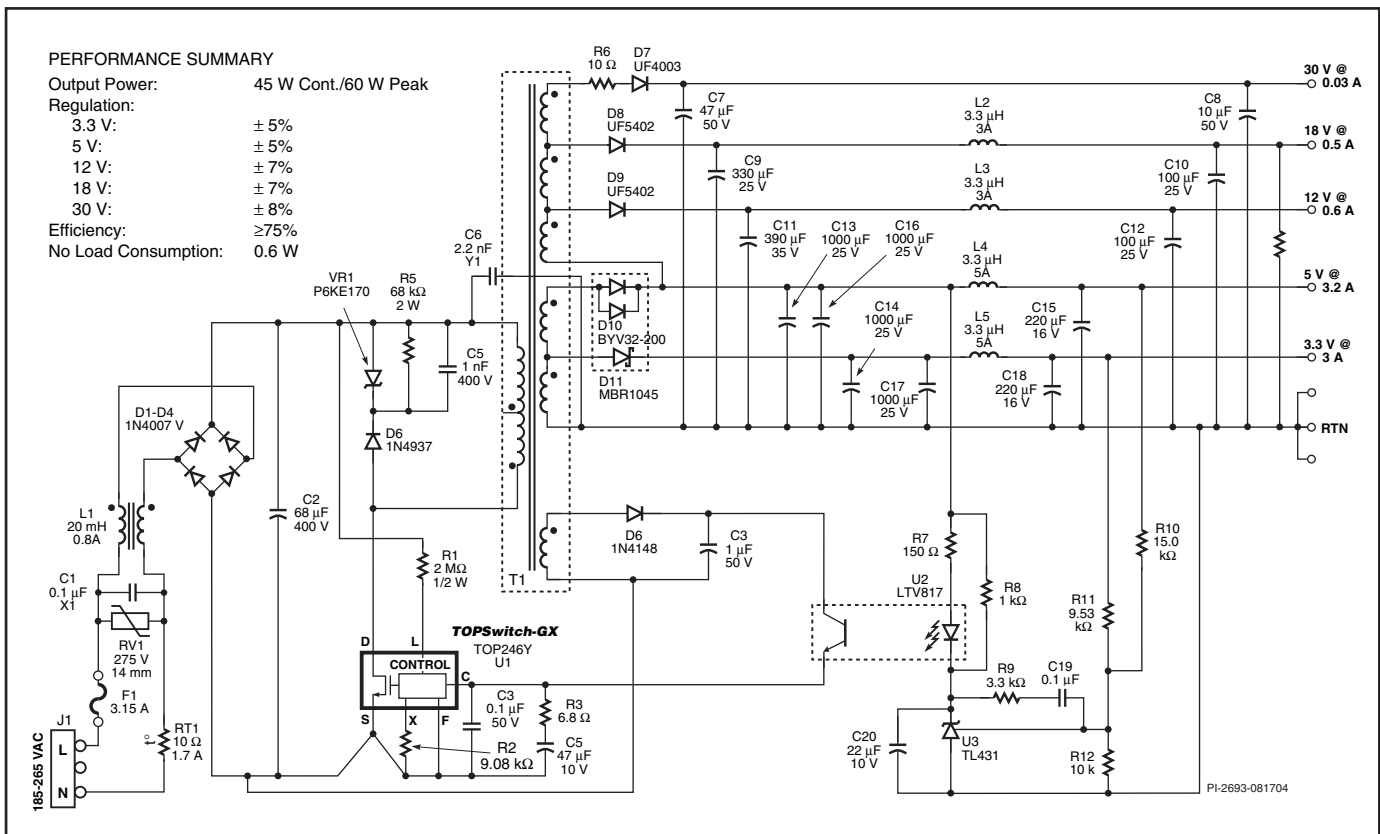 PERFORMANCE SUMMARY
Output Power: 45 W Cont./60 W Peak
Regulation:
3.3 V: ± 5%
5 V: ± 5%
12 V: ± 7%
18 V: ± 7%
30 V: ± 8%
Efficiency: ≥75%
No Load Consumption: 0.6 W
R6
10 Ω
D7
UF4003
C7
47 µF
50 V
D8
UF5402
C9
330 µF
25 V
D9
UF5402
L2
3.3 µH
3A
C8
10 µF
50 V
30 V @
0.03 A
18 V @
0.5 A
L3
3.3 µH
3A
C10
100 µF
25 V
12 V @
0.6 A
C11
390 µF
35 V
C13
1000 µF
25 V
C16
1000 µF
25 V
C12
100 µF
25 V
C6
2.2 nF
Y1
L4
3.3 µH
5A
5 V @
3.2 A
VR1
P6KE170
R5
68 kΩ
2 W
C5
1 nF
400 V
D10
BYV32-200
C14
1000 µF
25 V
L5
3.3 µH
5A
C15
220 µF
16 V
3.3 V @
3 A
D11
MBR1045
C17
1000 µF
25 V
C18
220 µF
16 V
RTN
D1-D4
1N4007 V
D6
1N4937
L1
20 mH
0.8A
C2
68 µF
400 V
R1
2 MΩ
1/2 W
T1
D6
1N4148
C3
1 µF
50 V
R7
150 Ω
R10
15.0
kΩ
U2
LTV817
R8
1 kΩ
R11
9.53
kΩ
C1
0.1 µF
X1
RV1
275 V
14 mm
F1
3.15 A
J1
L
N
185-265 VAC
t°
RT1
10 Ω
1.7 A
D
L
TOPSwitch-GX
TOP246Y
U1
CONTROL
C
S
X
F
C3
0.1 µF
50 V
R3
6.8 Ω
R2
9.08 kΩ
C5
47 µF
10 V
R9
3.3 kΩ
C19
0.1 µF
C20
22 µF
10 V
U3
TL431
R12
10 k
PI-2693-081704